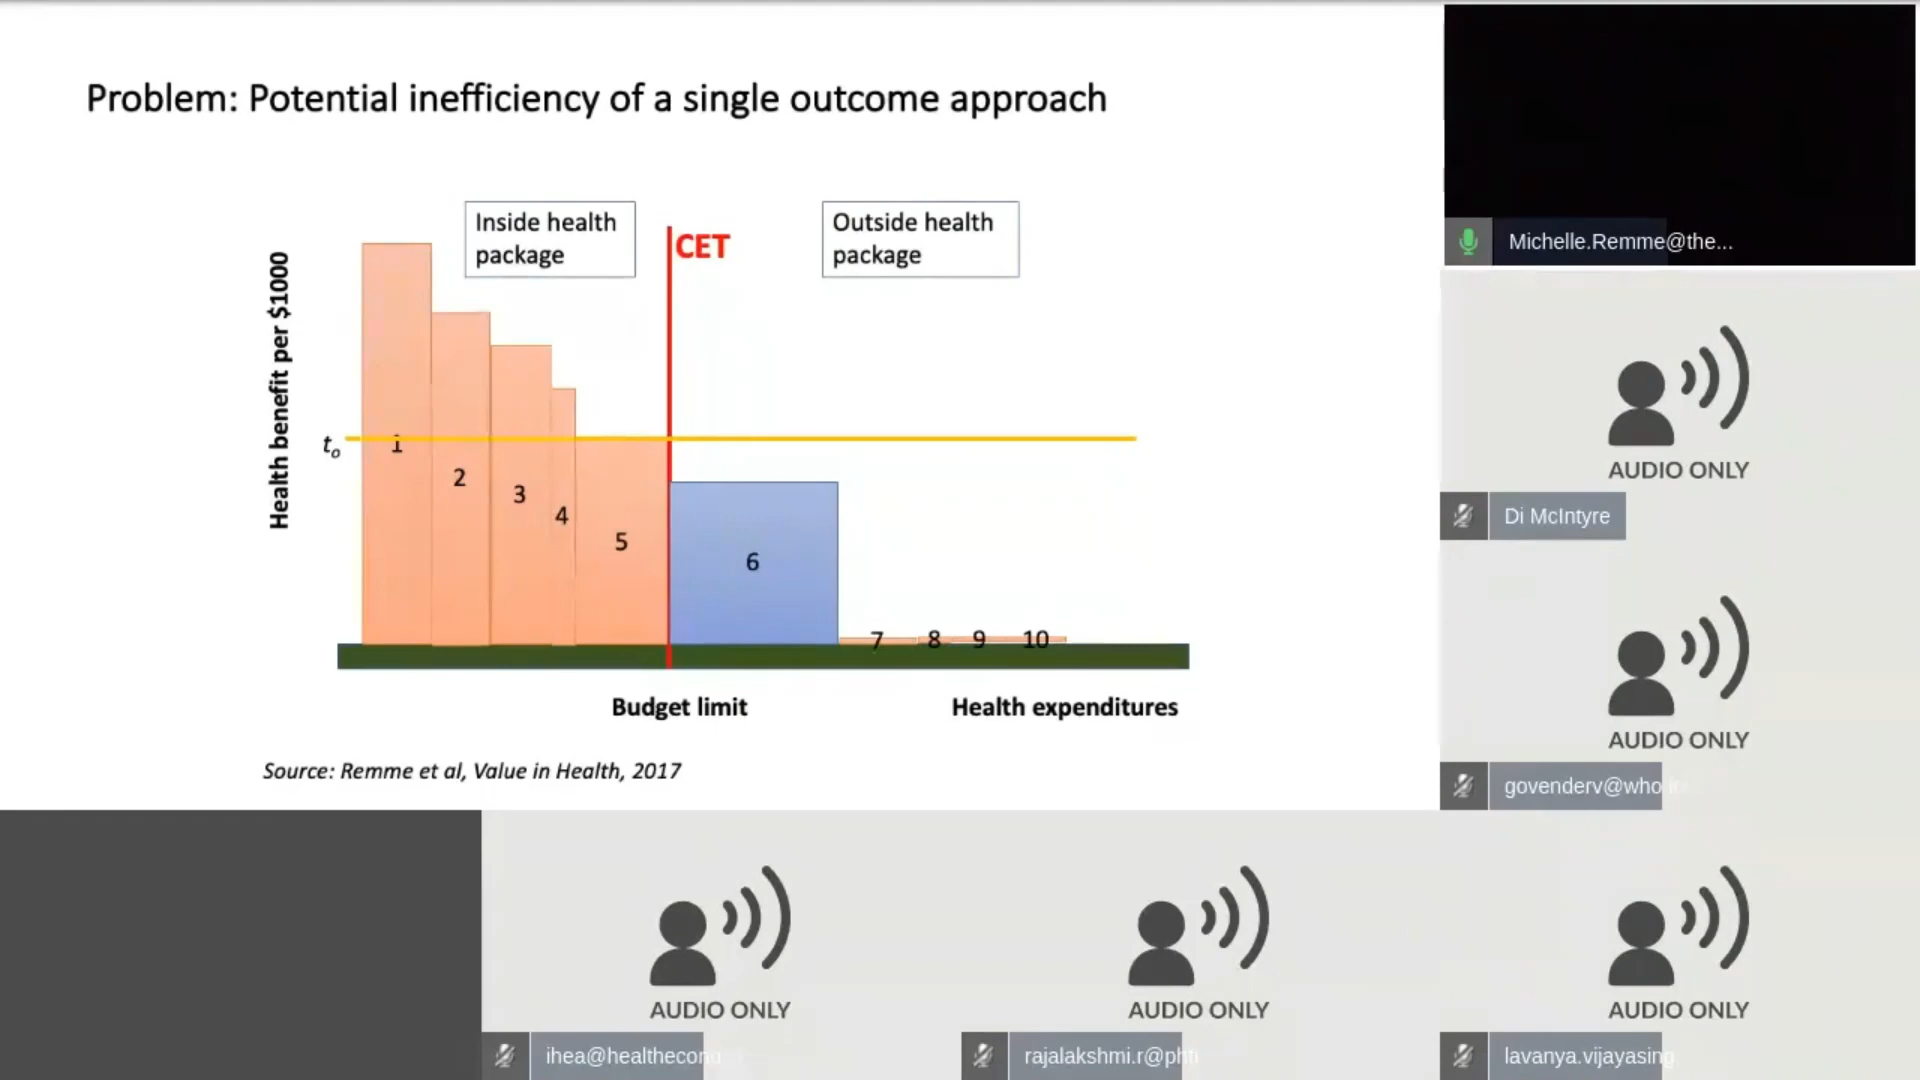 Problem: Potential inefficiency of a single outcome approach
Inside health
package
CET
Outside health
package
Health benefit per $1000
to
1
2
3
4
5
6
7
8
9
10
Budget limit
Health expenditures
Source: Remme et al, Value in Health, 2017
Michelle.Remme@the...
AUDIO ONLY
Di McIntyre
AUDIO ONLY
govenderv@who.in
AUDIO ONLY
ihea@healthecono
AUDIO ONLY
rajalakshmi.r@phfi
AUDIO ONLY
lavanya.vijayasing